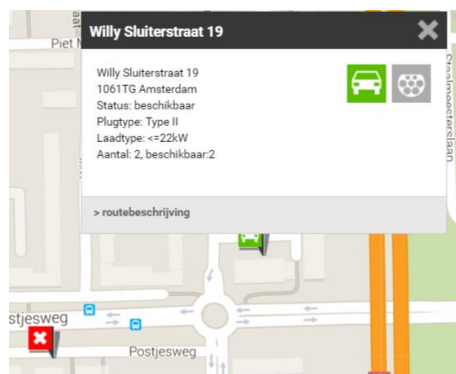 Willy Sluiterstraat 19
Piet
Willy Sluiterstraat 19
1061TG Amsterdam
Status: beschikbaar
Plugtype: Type II
Laadtype: <=22kW
Aantal: 2, beschikbaar:2
Staalmeesterslaan
> routebeschrijving
stjesweg
Postjesweg